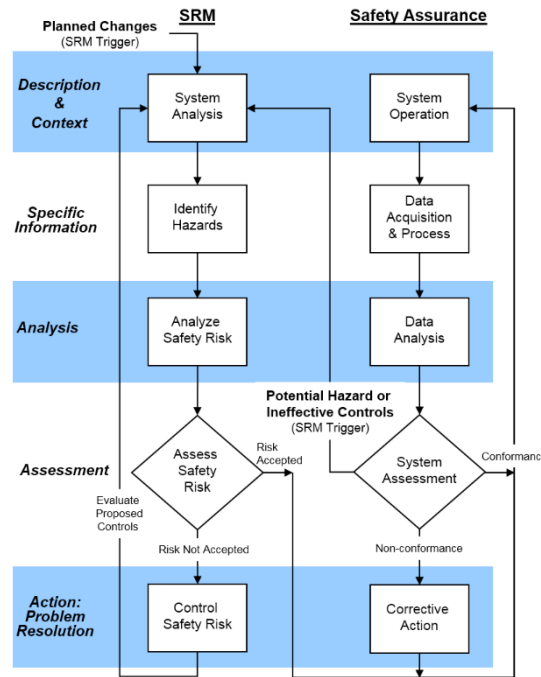 SRM
Safety Assurance
Planned Changes
(SRM Trigger)
Description
&
Context
System
Analysis
System
Operation
Specific
Information
Identify
Hazards
Data
Acquisition
& Process
Analysis
Analyze
Safety Risk
Data
Analysis
Potential Hazard or
Ineffective Controls
(SRM Trigger)
Assessment
Assess
Safety
Risk
Risk
Accepted
System
Assessment
Conformance
Evaluate
Proposed
Controls
Risk Not Accepted
Non-conformance
Action:
Problem
Resolution
Control
Safety Risk
Corrective
Action